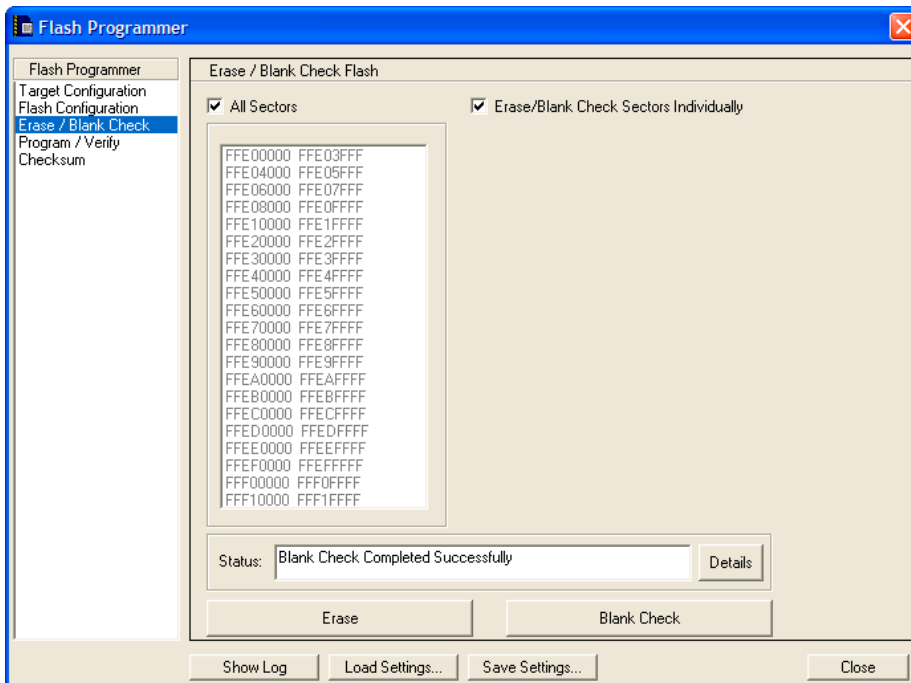 Flash Programmer
Flash Programmer
Target Configuration
Flash Configuration
Erase / Blank Check
Program / Verify
Checksum
Erase / Blank Check Flash
All Sectors
Erase/Blank Check Sectors Individually
FFE00000 FFE03FFF
FFE04000 FFE05FFF
FFE06000 FFE07FFF
FFE08000 FFE0FFFF
FFE10000 FFE1FFFF
FFE20000 FFE2FFFF
FFE30000 FFE3FFFF
FFE40000 FFE4FFFF
FFE50000 FFE5FFFF
FFE60000 FFE6FFFF
FFE70000 FFE7FFFF
FFE80000 FFE8FFFF
FFE90000 FFE9FFFF
FFEA0000 FFEAFFFF
FFEB0000 FFEBFFFF
FFEC0000 FFECFFFF
FFED0000 FFEDFFFF
FFEE0000 FFEEFFFF
FFEF0000 FFEFFFFF
FFF00000 FFF0FFFF
FFF10000 FFF1FFFF
Status: Blank Check Completed Successfully Details
Erase Blank Check
Show Log Load Settings... Save Settings... Close